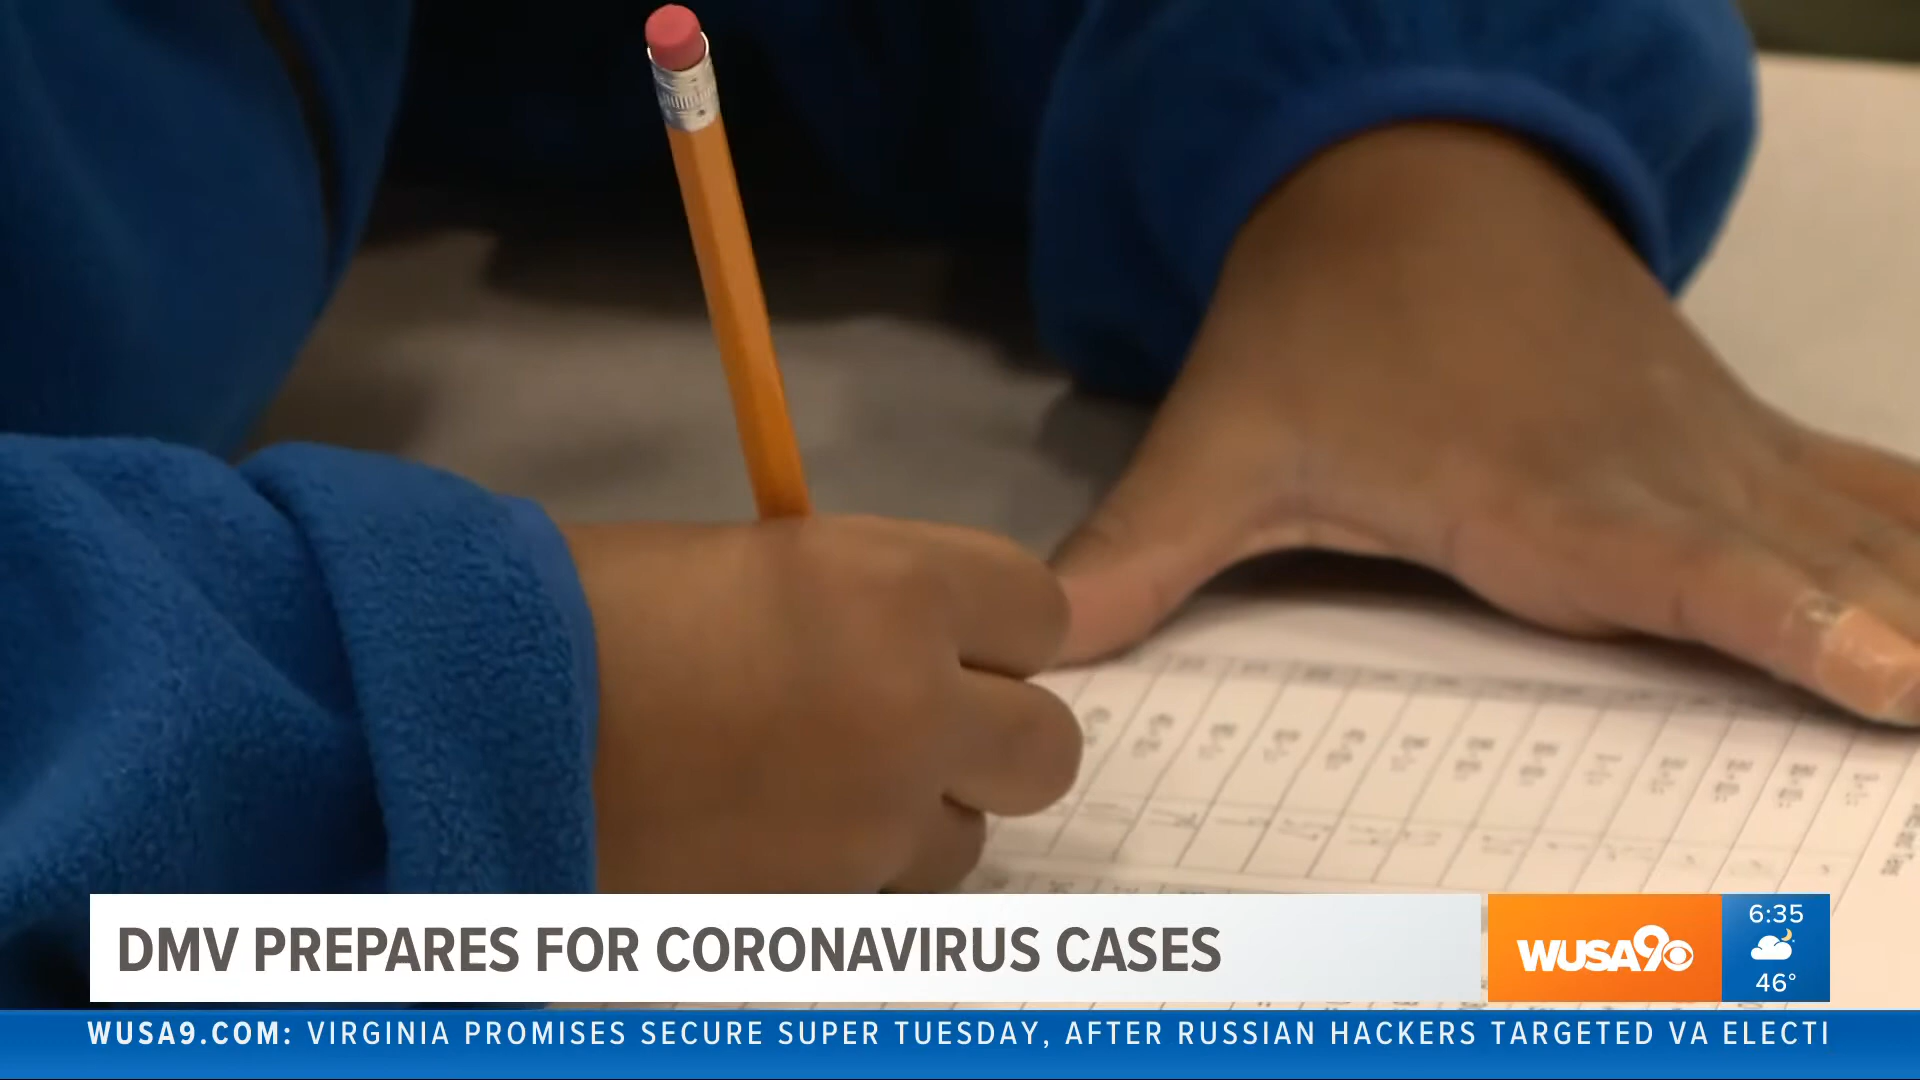 DMV PREPARES FOR CORONAVIRUS CASES
WUSA9
6:35
46°
WUSA9.COM: VIRGINIA PROMISES SECURE SUPER TUESDAY, AFTER RUSSIAN HACKERS TARGETED VA ELECTI